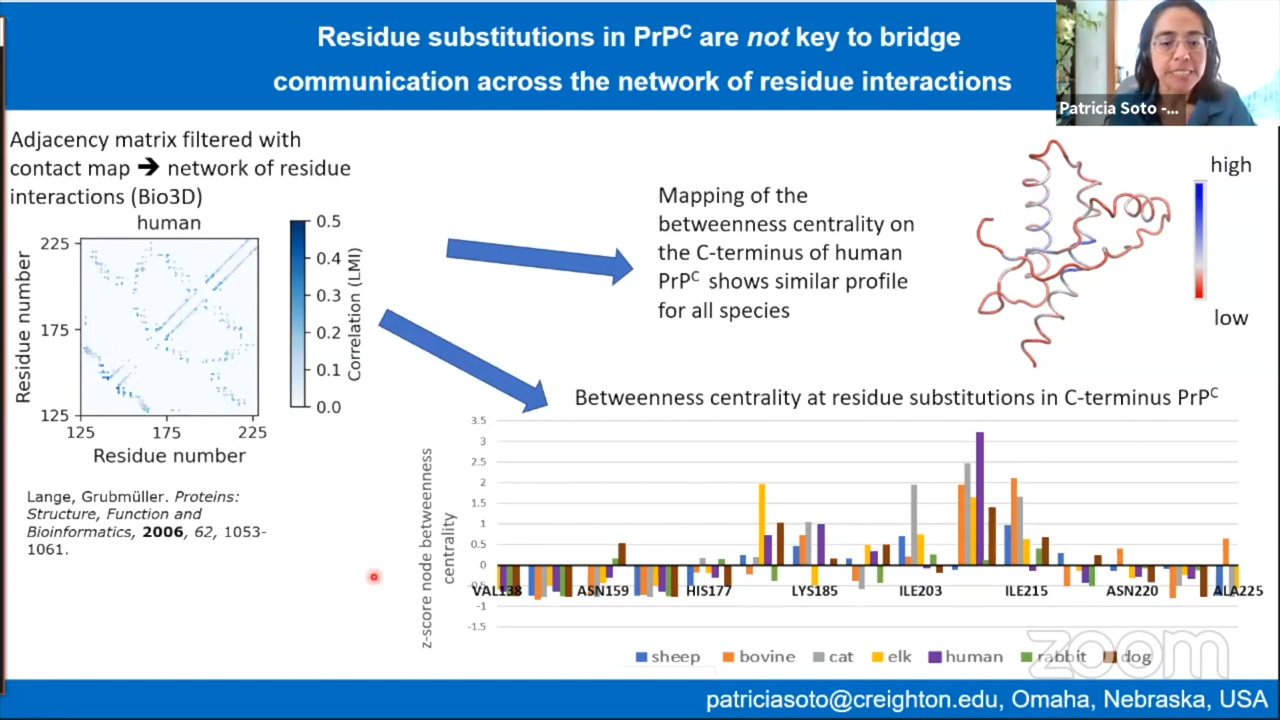 Residue substitutions in PrPᶜ are not key to bridge
communication across the network of residue interactions
Patricia Soto -...
Adjacency matrix filtered with
contact map ➔ network of residue
interactions (Bio3D)
human
225
175
125
125 175 225
Residue number
Residue number
0.5
0.4
0.3
0.2
0.1
0.0
Correlation (LMI)
Lange, Grubmüller. Proteins:
Structure, Function and
Bioinformatics, 2006, 62, 1053-
1061.
Mapping of the
betweenness centrality on
the C-terminus of human
PrPᶜ shows similar profile
for all species
high
low
Betweenness centrality at residue substitutions in C-terminus PrPᶜ
z-score node betweenness
centrality
3.5
3
2.5
2
1.5
1
0.5
0
-0.5
-1
-1.5
VAL138 ASN159 HIS177 LYS185 ILE203 ILE215 ASN220 ALA225
sheep bovine cat elk human rabbit dog
zoom
patriciasoto@creighton.edu, Omaha, Nebraska, USA